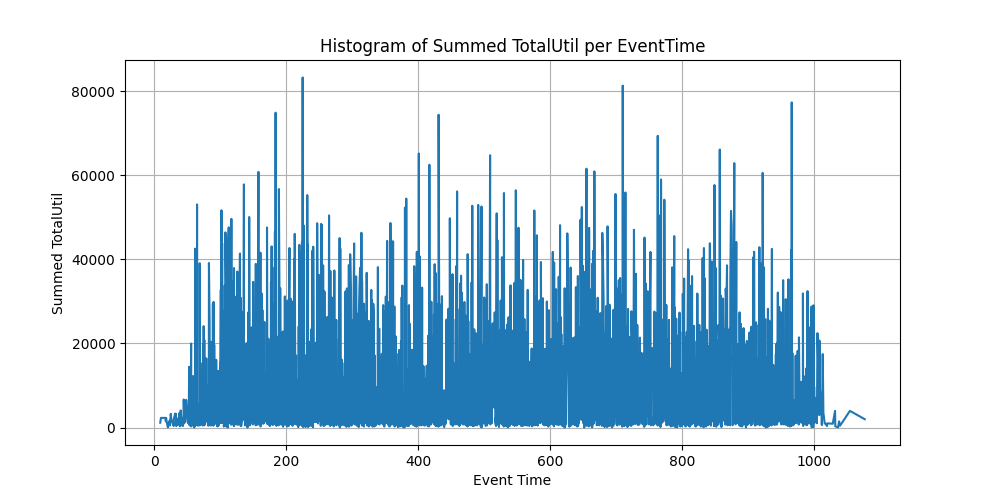 Histogram of Summed TotalUtil per EventTime
80000
60000
40000
20000
0
Summed TotalUtil
0 200 400 600 800 1000
Event Time